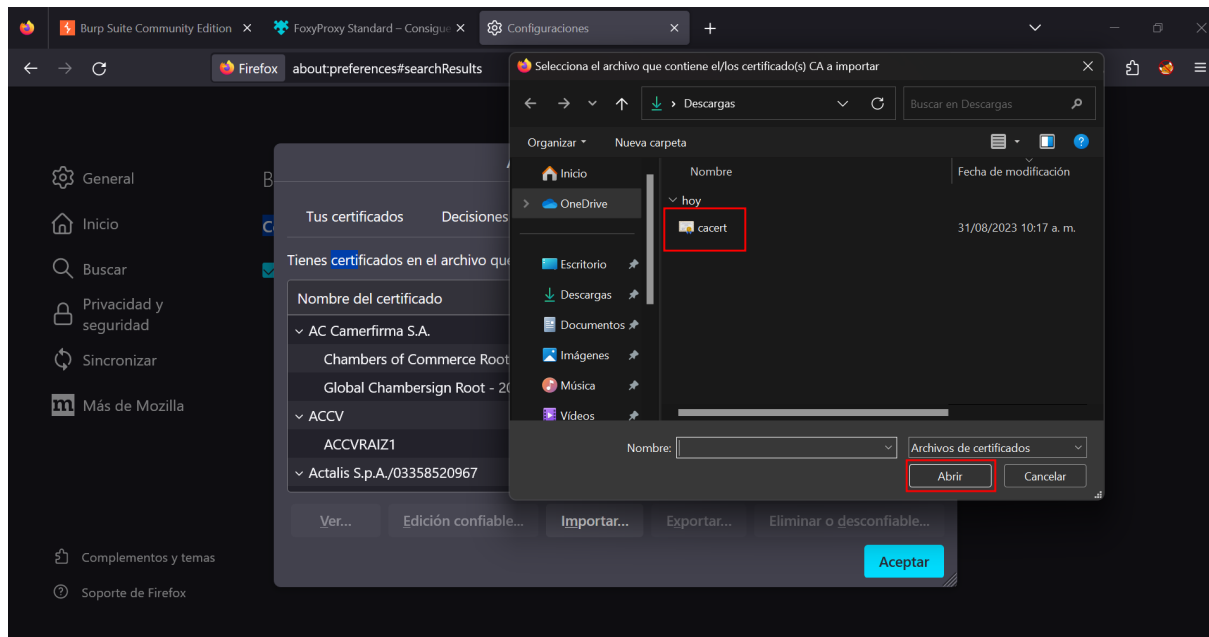 Burp Suite Community Edition
FoxyProxy Standard – Consigue
Configuraciones
Firefox
about:preferences#searchResults
Selecciona el archivo que contiene el/los certificado(s) CA a importar
Descargas
Buscar en Descargas
Organizar
Nueva carpeta
Inicio
OneDrive
Escritorio
Descargas
Documentos
Imágenes
Música
Vídeos
Nombre
Fecha de modificación
hoy
cacert
31/08/2023 10:17 a. m.
Nombre:
Archivos de certificados
Abrir
Cancelar
General
Inicio
Buscar
Privacidad y
seguridad
Sincronizar
Más de Mozilla
Complementos y temas
Soporte de Firefox
Tus certificados
Decisiones
Tienes certificados en el archivo que
Nombre del certificado
AC Camerfirma S.A.
Chambers of Commerce Root
Global Chambersign Root - 20
ACCV
ACCVRAIZ1
Actalis S.p.A./03358520967
Ver...
Edición confiable...
Importar...
Exportar...
Eliminar o desconfiable...
Aceptar